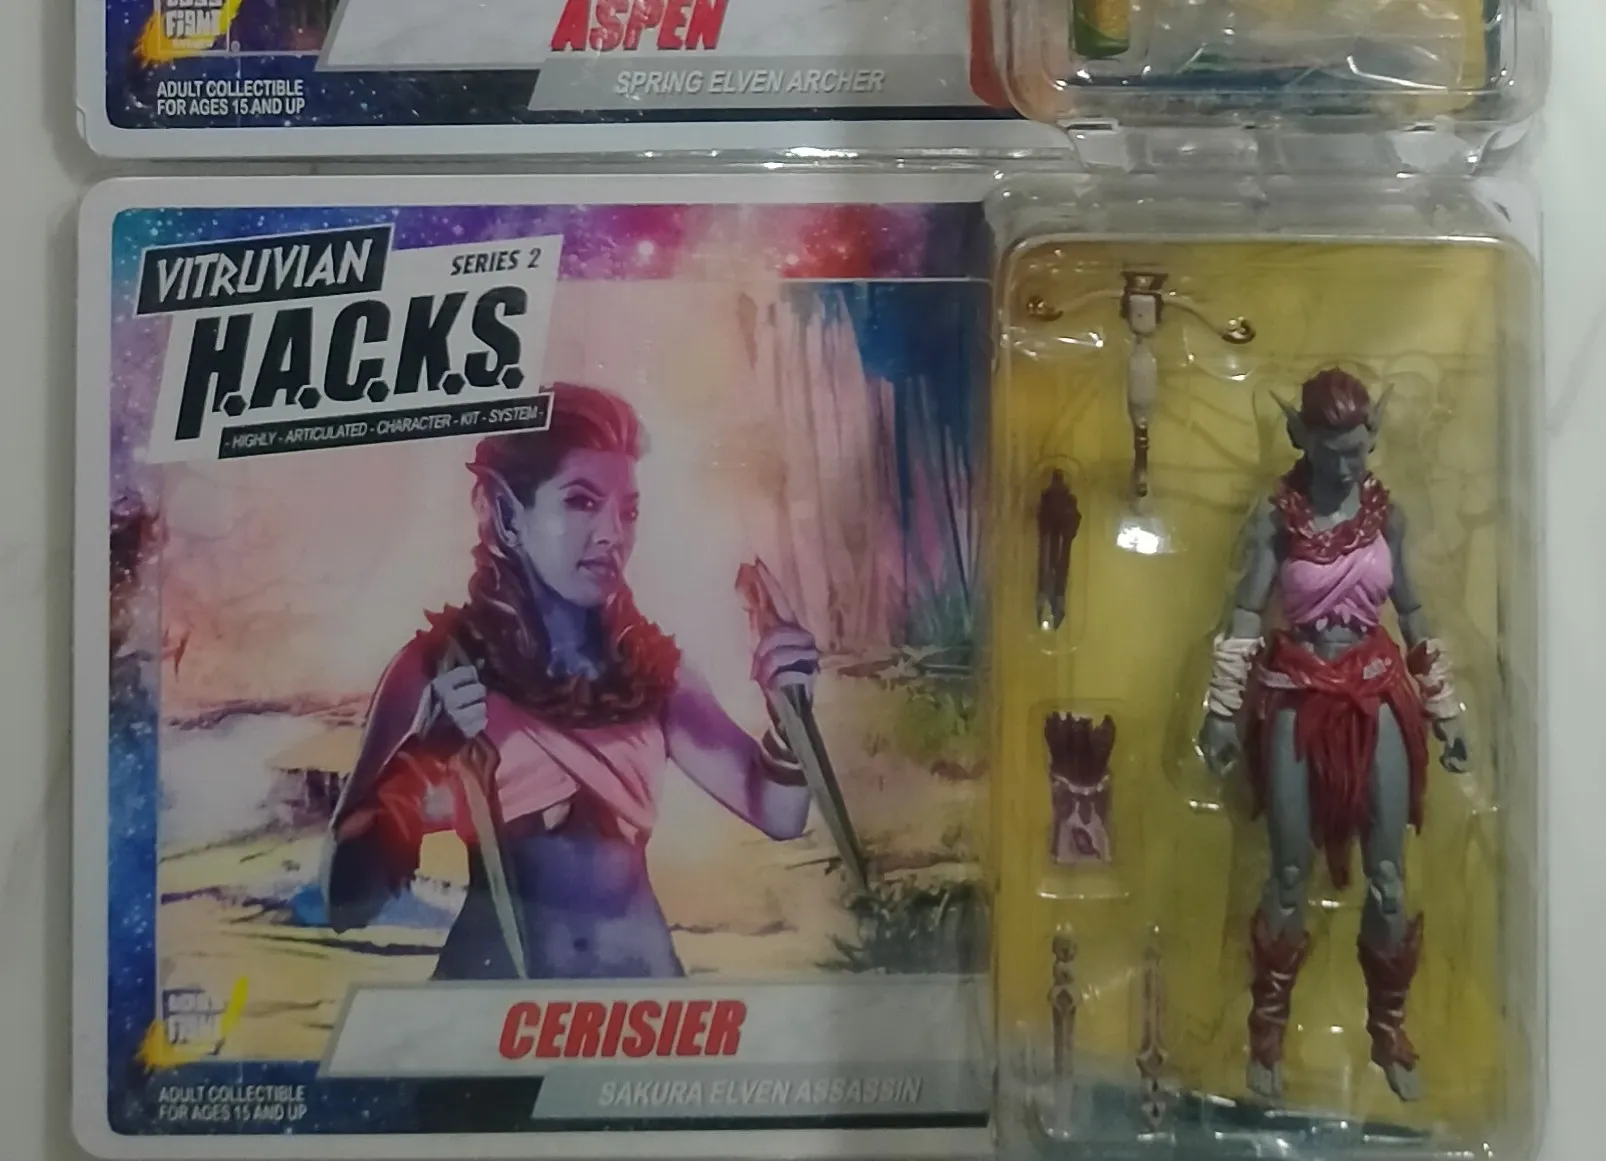 FIGHT
ASPEN
SPRING ELVEN ARCHER
ADULT COLLECTIBLE
FOR AGES 15 AND UP
VITRUVIAN
SERIES 2
H.A.C.K.S.
- HIGHLY - ARTICULATED - CHARACTER - KIT - SYSTEM -
CERISIER
SAKURA ELVEN ASSASSIN
ADULT COLLECTIBLE
FOR AGES 15 AND UP